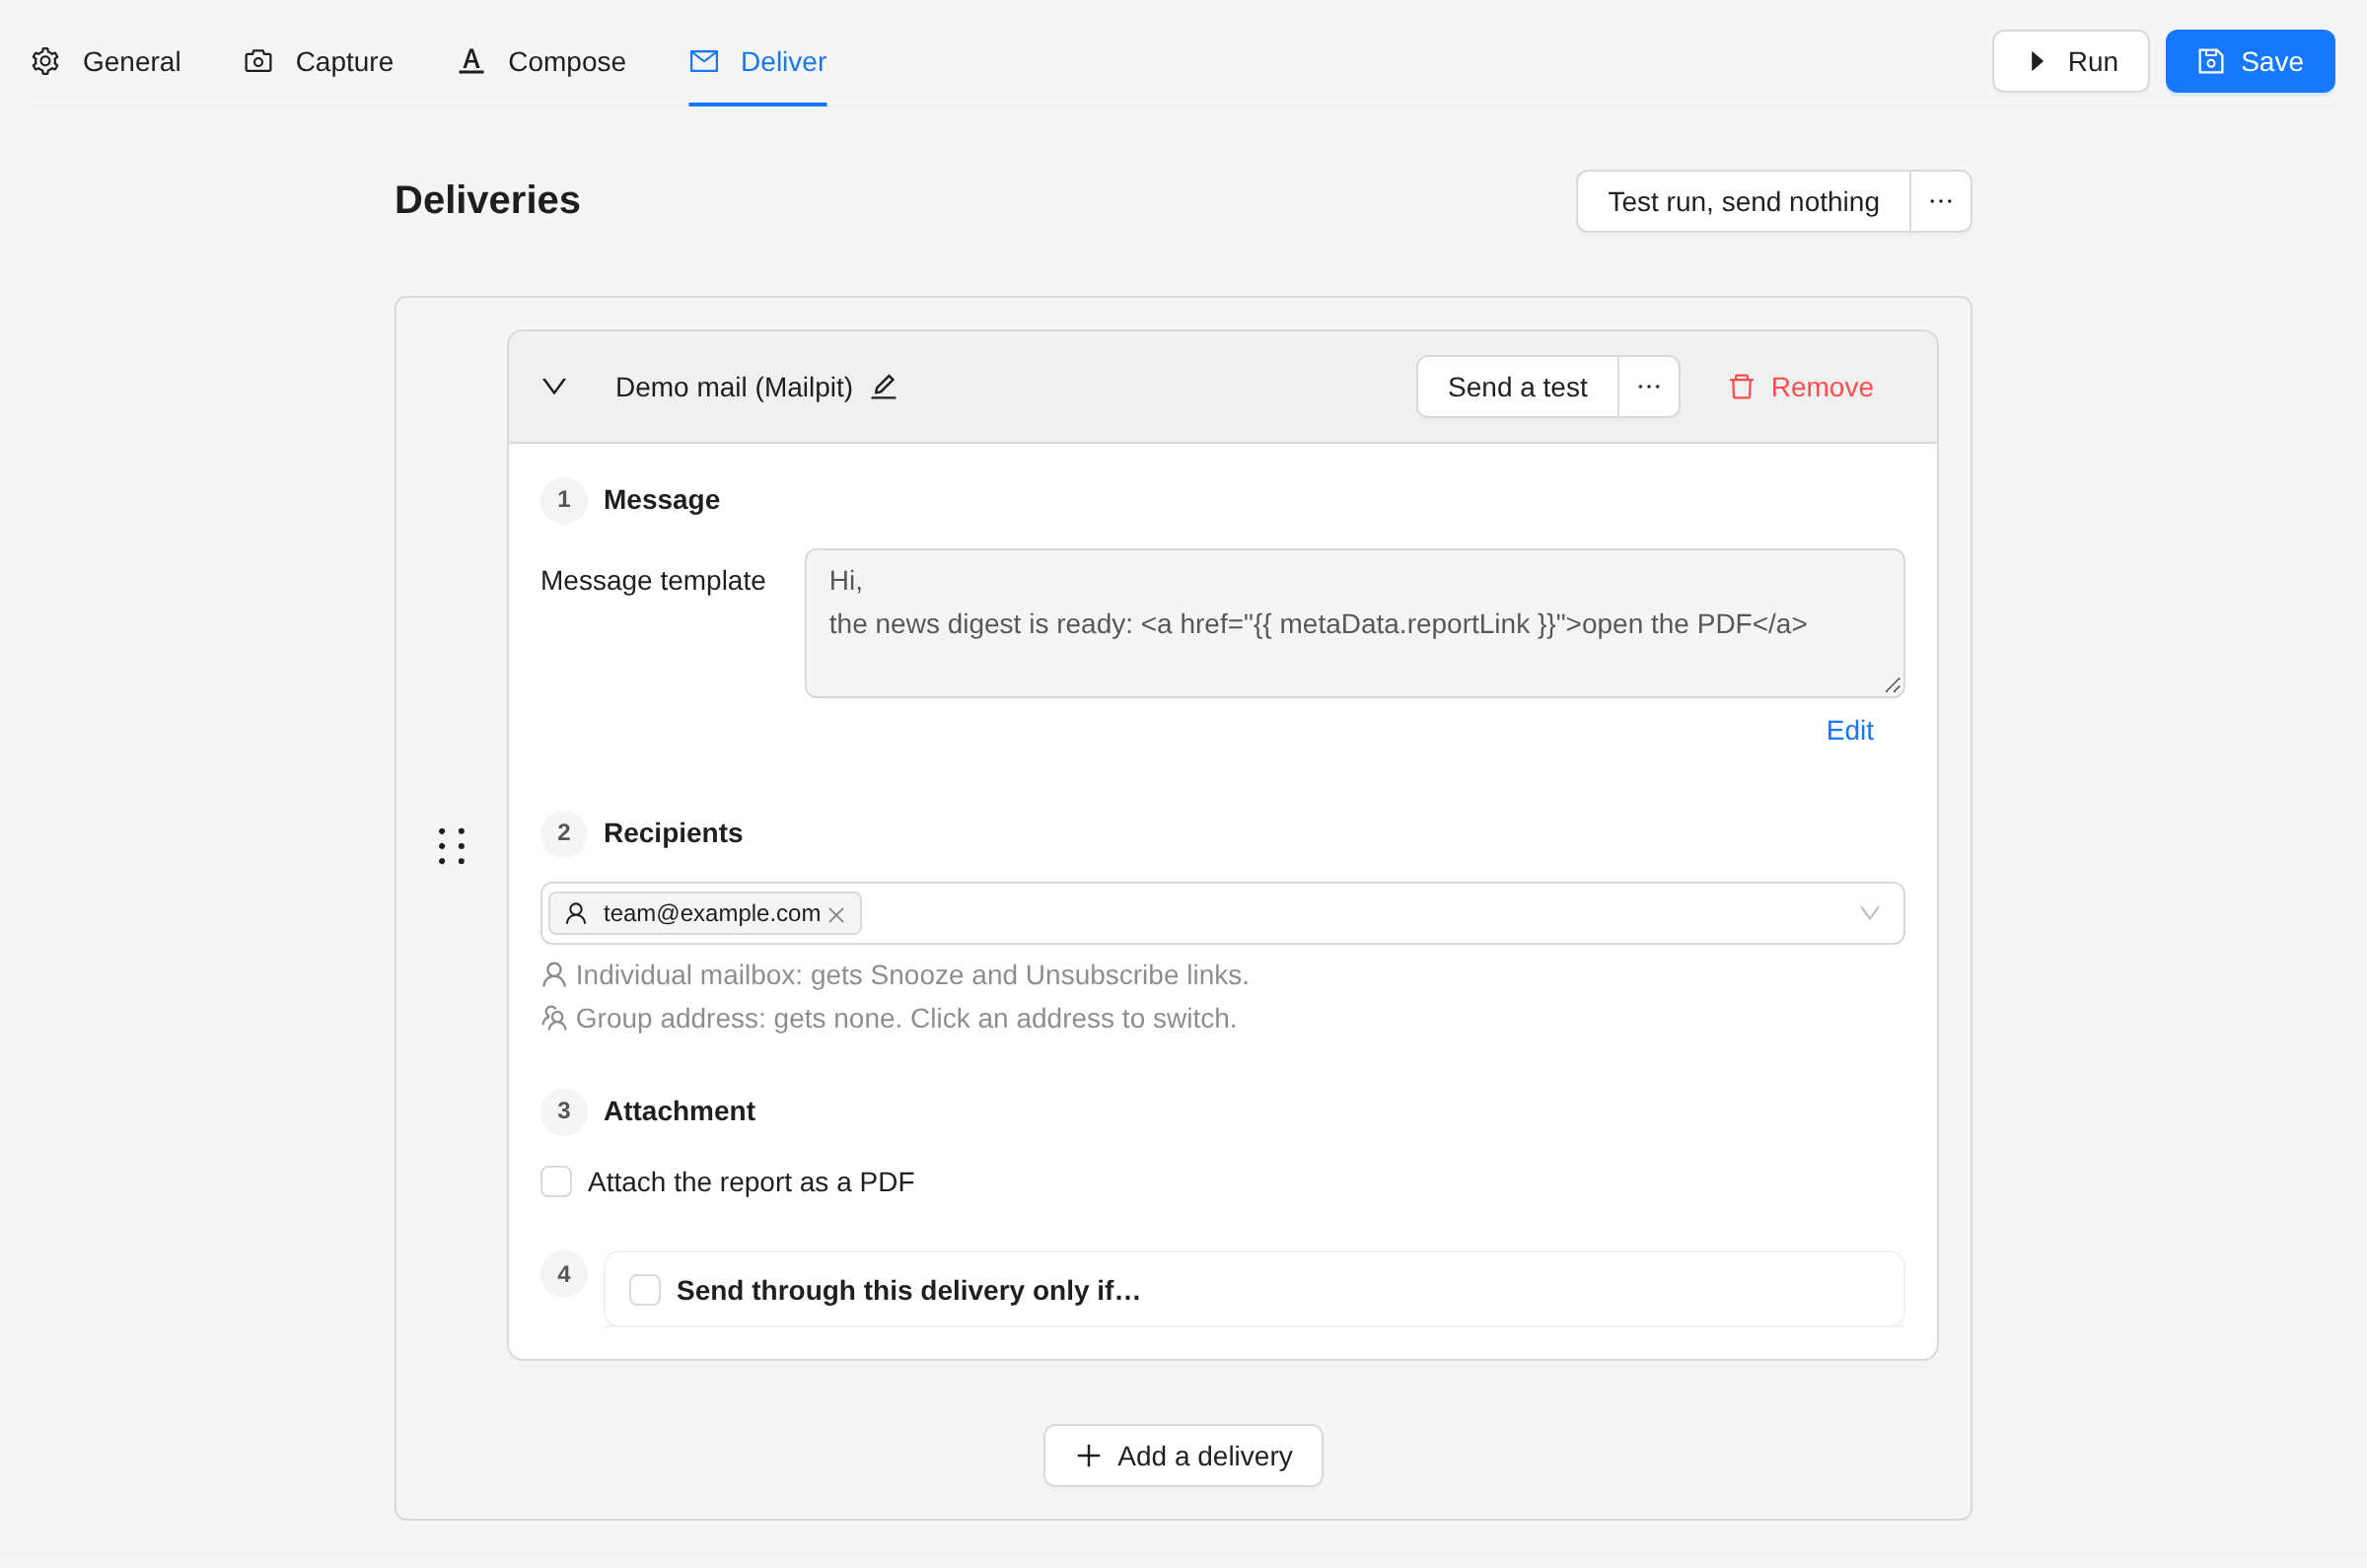 General
Capture
Compose
Deliver
Run
Save
Deliveries
Test run, send nothing
Demo mail (Mailpit)
Send a test
Remove
1 Message
Message template
Hi,
the news digest is ready: <a href="{{ metaData.reportLink }}">open the PDF</a>
Edit
2 Recipients
team@example.com
Individual mailbox: gets Snooze and Unsubscribe links.
Group address: gets none. Click an address to switch.
3 Attachment
Attach the report as a PDF
4 Send through this delivery only if…
Add a delivery